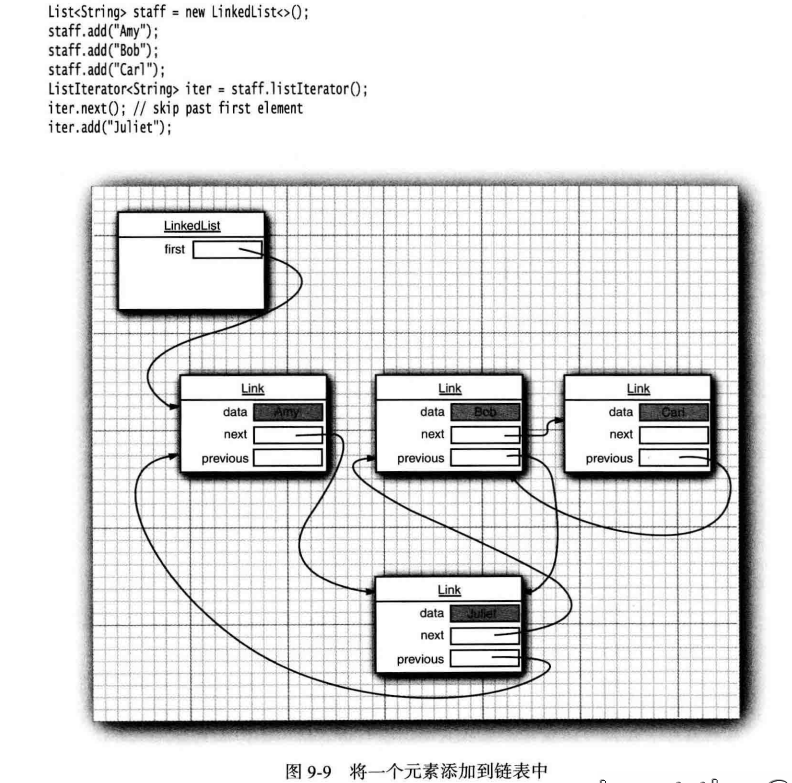 List<String> staff = new LinkedList<>();
staff.add("Amy");
staff.add("Bob");
staff.add("Carl");
ListIterator<String> iter = staff.listIterator();
iter.next(); // skip past first element
iter.add("Juliet");
LinkedList
first
Link
data Amy
next
previous
Link
data Bob
next
previous
Link
data Carl
next
previous
Link
data Juliet
next
previous
图 9-9 将一个元素添加到链表中